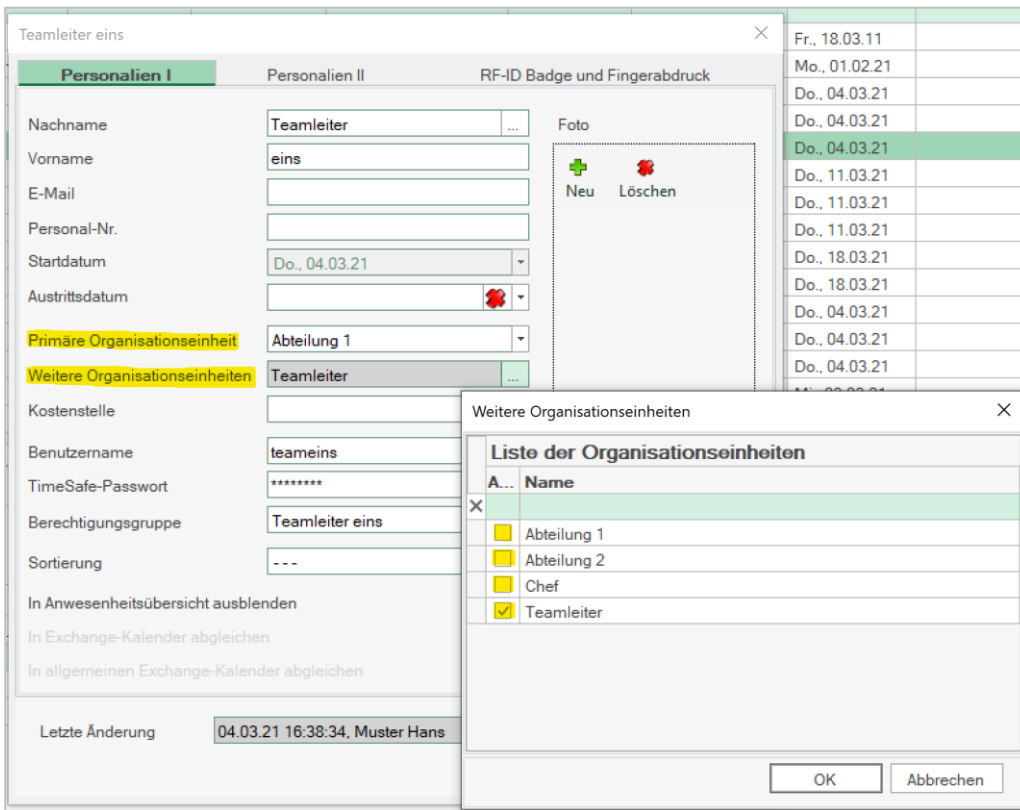 Teamleiter eins
Personalien I Personalien II RF-ID Badge und Fingerabdruck
Nachname Teamleiter ... Foto
Vorname eins
Neu Löschen
E-Mail
Personal-Nr.
Startdatum Do., 04.03.21
Austrittsdatum
Primäre Organisationseinheit Abteilung 1
Weitere Organisationseinheiten Teamleiter ...
Kostenstelle
Benutzername teameins
TimeSafe-Passwort ********
Berechtigungsgruppe Teamleiter eins
Sortierung - - -
In Anwesenheitsübersicht ausblenden
In Exchange-Kalender abgleichen
In allgemeinen Exchange-Kalender abgleichen
Letzte Änderung 04.03.21 16:38:34, Muster Hans
Fr., 18.03.11
Mo., 01.02.21
Do., 04.03.21
Do., 04.03.21
Do., 04.03.21
Do., 11.03.21
Do., 11.03.21
Do., 11.03.21
Do., 18.03.21
Do., 18.03.21
Do., 04.03.21
Do., 04.03.21
Do., 04.03.21
Weitere Organisationseinheiten
Liste der Organisationseinheiten
A... Name
Abteilung 1
Abteilung 2
Chef
Teamleiter
OK Abbrechen